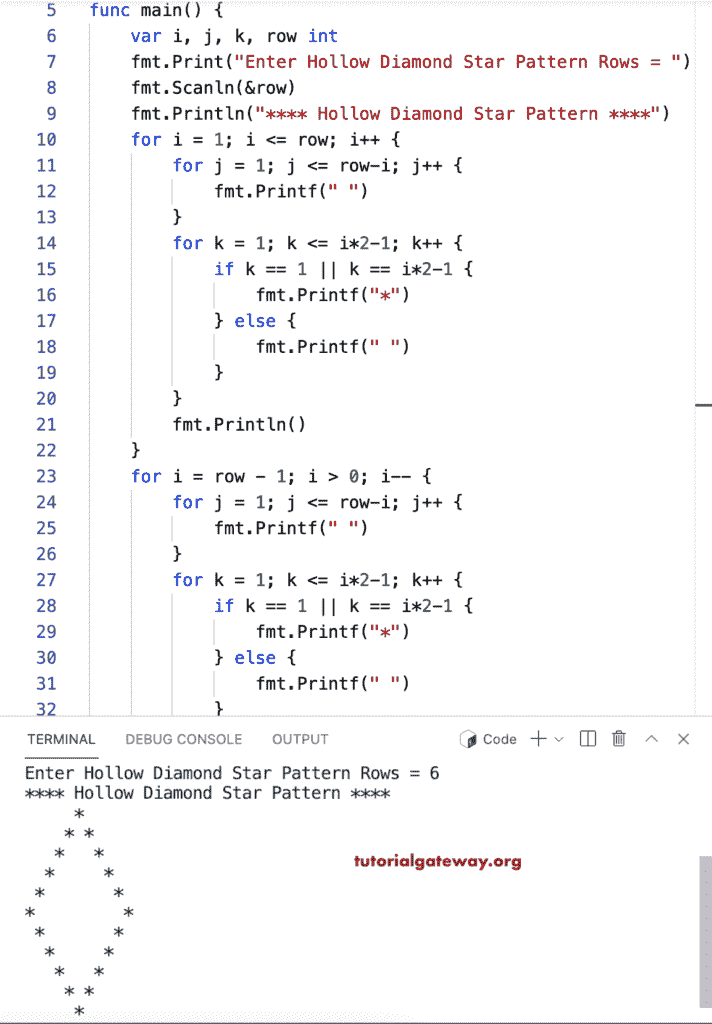 5 func main() {
6     var i, j, k, row int
7     fmt.Print("Enter Hollow Diamond Star Pattern Rows = ")
8     fmt.Scanln(&row)
9     fmt.Println("**** Hollow Diamond Star Pattern ****")
10     for i = 1; i <= row; i++ {
11         for j = 1; j <= row-i; j++ {
12             fmt.Printf(" ")
13         }
14         for k = 1; k <= i*2-1; k++ {
15             if k == 1 || k == i*2-1 {
16                 fmt.Printf("*")
17             } else {
18                 fmt.Printf(" ")
19             }
20         }
21         fmt.Println()
22     }
23     for i = row - 1; i > 0; i-- {
24         for j = 1; j <= row-i; j++ {
25             fmt.Printf(" ")
26         }
27         for k = 1; k <= i*2-1; k++ {
28             if k == 1 || k == i*2-1 {
29                 fmt.Printf("*")
30             } else {
31                 fmt.Printf(" ")
32             }
TERMINAL DEBUG CONSOLE OUTPUT Code
Enter Hollow Diamond Star Pattern Rows = 6
**** Hollow Diamond Star Pattern ****
     *
    * *
   *   *
  *     *
 *       *
*         *
 *       *
  *     *
   *   *
    * *
     *
tutorialgateway.org